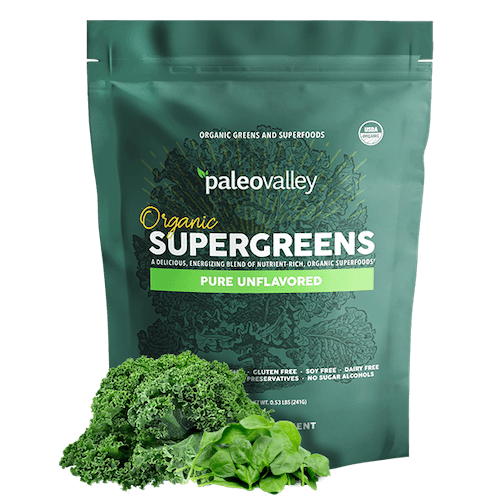 ORGANIC GREENS AND SUPERFOODS
USDA
ORGANIC
paleovalley
Organic
SUPERGREENS
A DELICIOUS, ENERGIZING BLEND OF NUTRIENT-RICH, ORGANIC SUPERFOODS†
PURE UNFLAVORED
· GLUTEN FREE · SOY FREE · DAIRY FREE
PRESERVATIVES · NO SUGAR ALCOHOLS
WT. 0.53 LBS (241G)